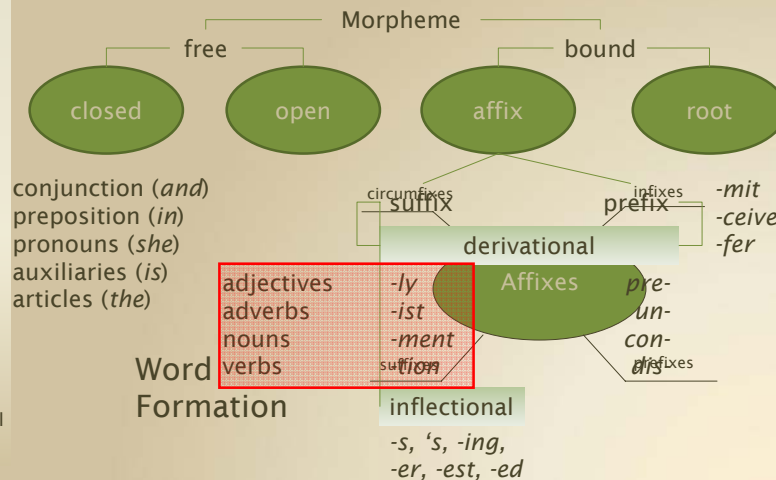 Morpheme
free
bound
closed
open
affix
root
conjunction (and)
preposition (in)
pronouns (she)
auxiliaries (is)
articles (the)
circumfixes
suffix
infixes
prefix
-mit
-ceive
-fer
derivational
Affixes
adjectives
adverbs
nouns
verbs
-ly
-ist
-ment
-tion
suffixes
pre-
un-
con-
dis-
prefixes
Word
Formation
inflectional
-s, ‘s, -ing,
-er, -est, -ed